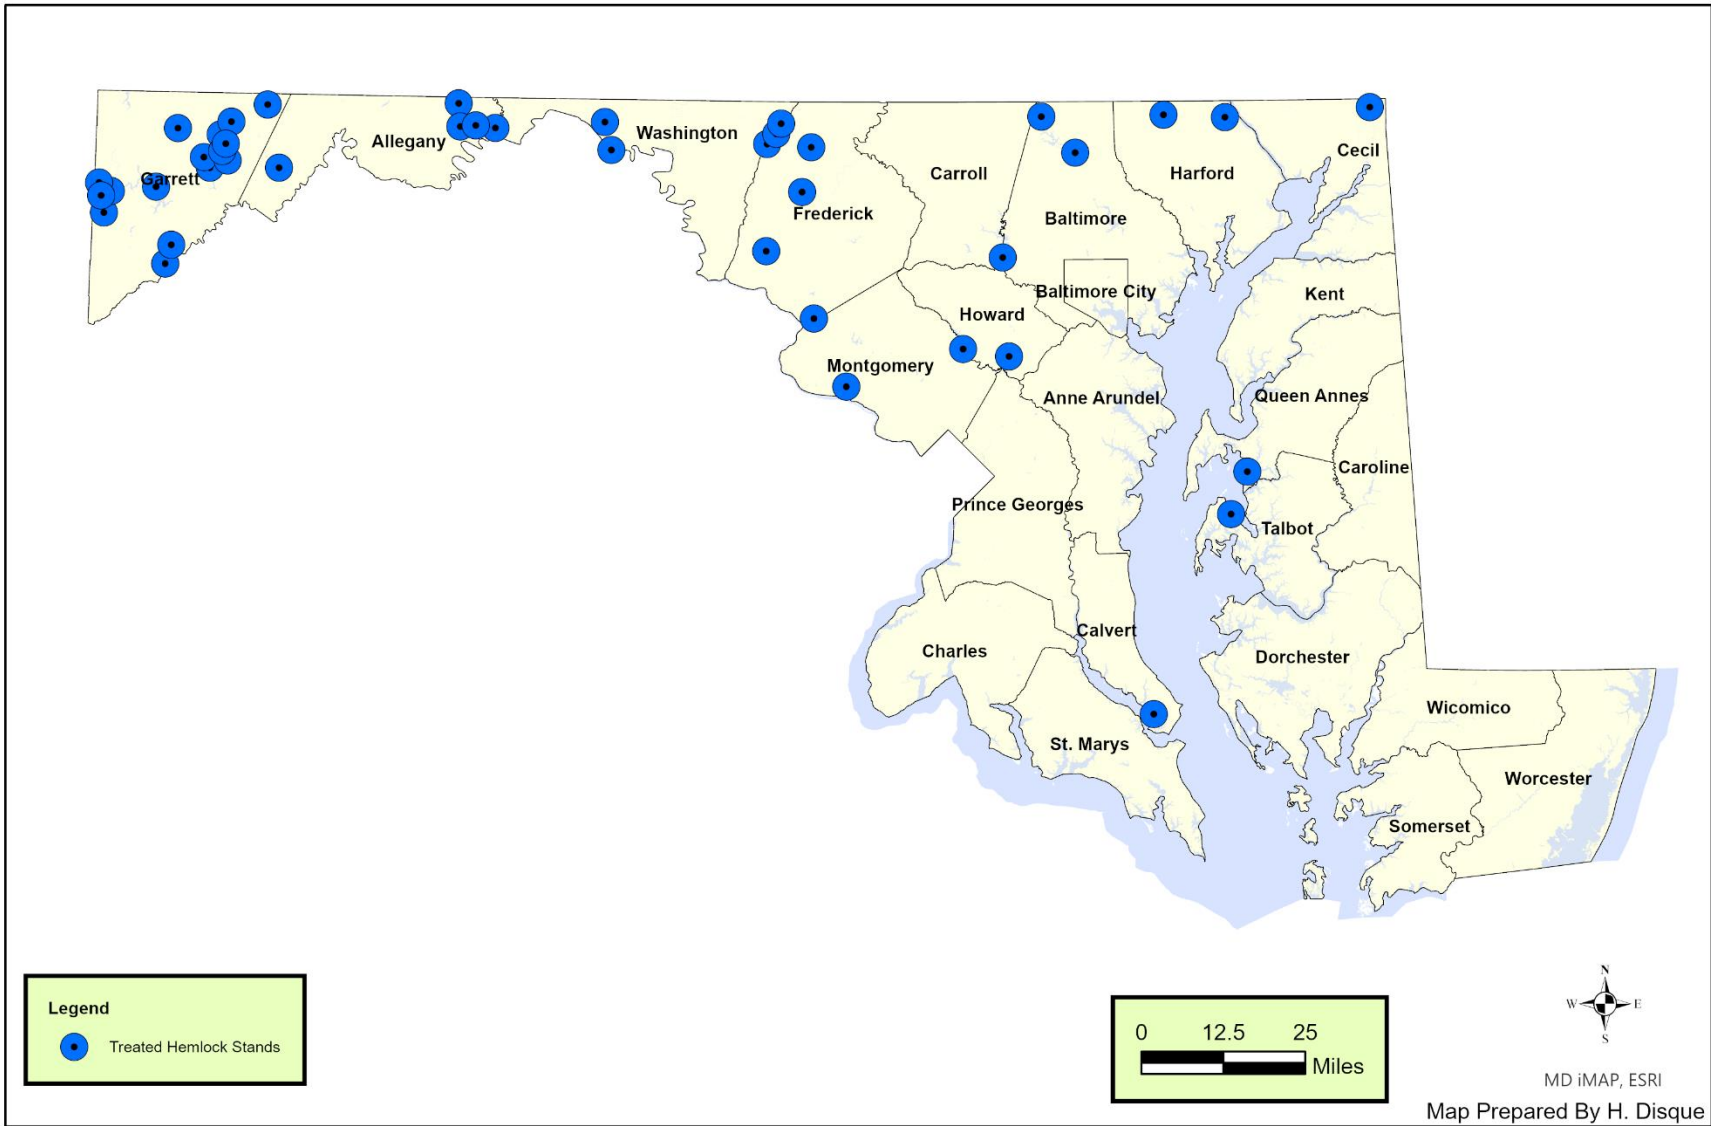 Allegany
Washington
Garrett
Carroll
Harford
Cecil
Frederick
Baltimore
Baltimore City
Kent
Howard
Montgomery
Anne Arundel
Queen Annes
Caroline
Prince Georges
Talbot
Calvert
Charles
Dorchester
Wicomico
St. Marys
Worcester
Somerset
Legend
Treated Hemlock Stands
0 12.5 25
Miles
N
W E
S
MD iMAP, ESRI
Map Prepared By H. Disque